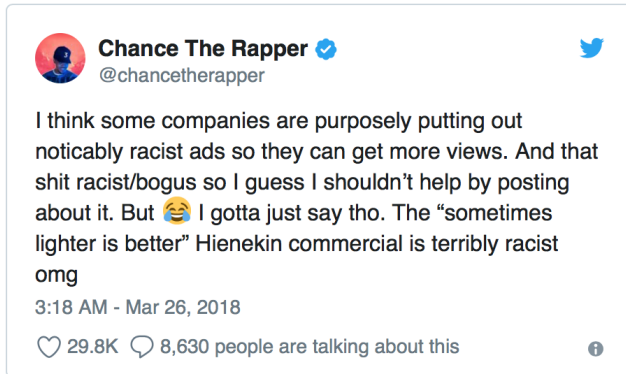 Chance The Rapper
@chancetherapper
I think some companies are purposely putting out
noticably racist ads so they can get more views. And that
shit racist/bogus so I guess I shouldn’t help by posting
about it. But 😂 I gotta just say tho. The “sometimes
lighter is better” Hienekin commercial is terribly racist
omg
3:18 AM - Mar 26, 2018
29.8K 8,630 people are talking about this